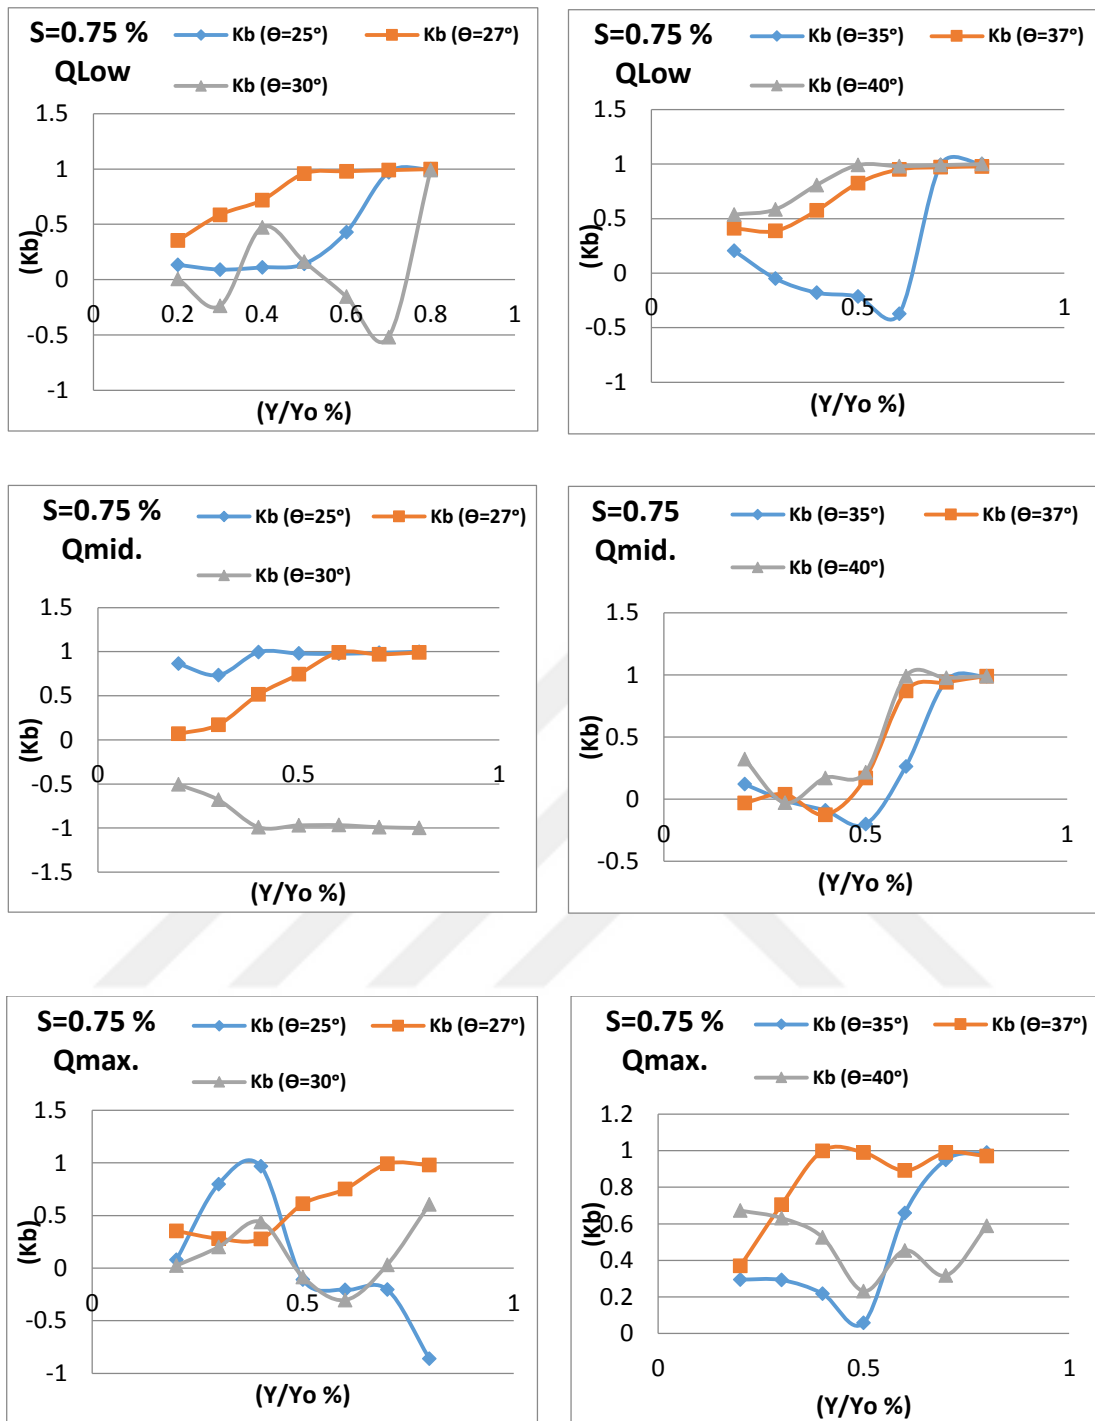 S=0.75 %
QLow
Kb (Ɵ=25°)
Kb (Ɵ=27°)
Kb (Ɵ=30°)
1.5
1
0.5
0
-0.5
-1
0
0.2
0.4
0.6
0.8
1
(Kb)
(Y/Yo %)
S=0.75 %
QLow
Kb (Ɵ=35°)
Kb (Ɵ=37°)
Kb (Ɵ=40°)
1.5
1
0.5
0
-0.5
-1
0
0.5
1
(Kb)
(Y/Yo %)
S=0.75 %
Qmid.
Kb (Ɵ=25°)
Kb (Ɵ=27°)
Kb (Ɵ=30°)
1.5
1
0.5
0
-0.5
-1
-1.5
0
0.5
1
(Kb)
(Y/Yo %)
S=0.75
Qmid.
Kb (Ɵ=35°)
Kb (Ɵ=37°)
Kb (Ɵ=40°)
1.5
1
0.5
0
-0.5
0
0.5
1
(Kb)
(Y/Yo %)
S=0.75 %
Qmax.
Kb (Ɵ=25°)
Kb (Ɵ=27°)
Kb (Ɵ=30°)
1.5
1
0.5
0
-0.5
-1
0
0.5
1
(Kb)
(Y/Yo %)
S=0.75 %
Qmax.
Kb (Ɵ=35°)
Kb (Ɵ=37°)
Kb (Ɵ=40°)
1.2
1
0.8
0.6
0.4
0.2
0
0
0.5
1
(Kb)
(Y/Yo %)